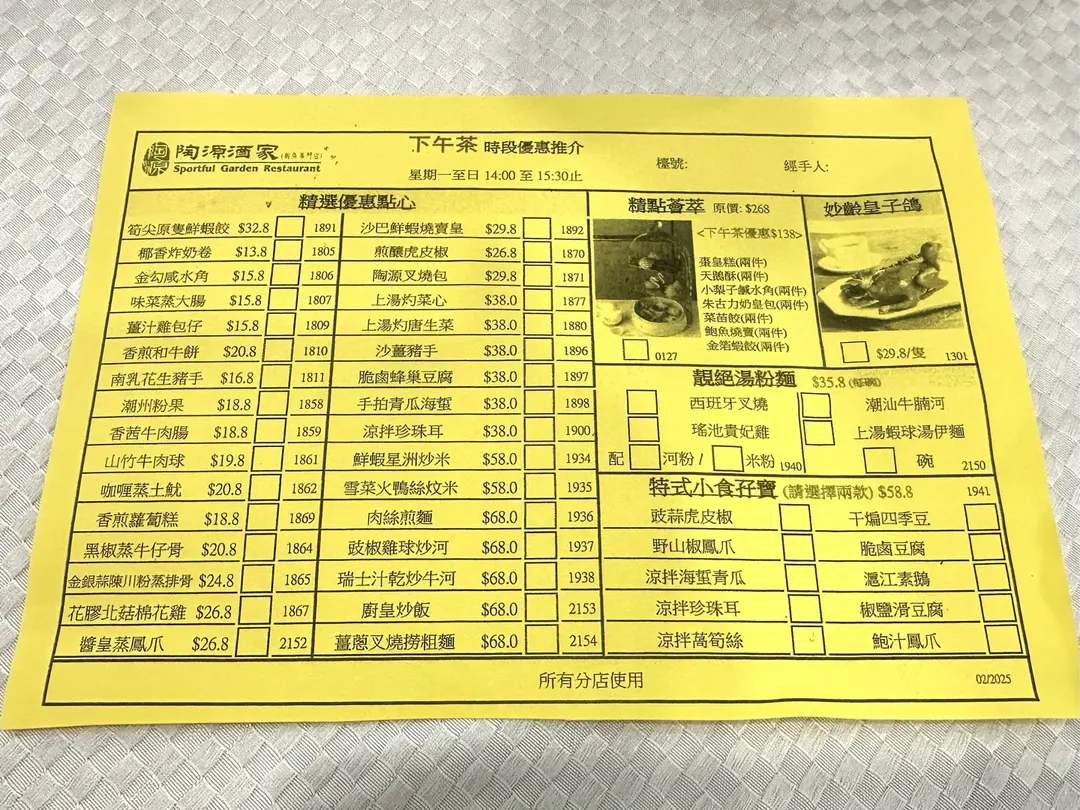 陶源酒家
Sportful Garden Restaurant
下午茶 時段優惠推介
星期一至日 14:00 至 15:30止
檯號:
經手人:
精選優惠點心
筍尖原隻鮮蝦餃 $32.8 1891
椰香炸奶卷 $13.8 1805
金勾咸水角 $15.8 1806
味菜蒸大腸 $15.8 1807
薑汁雞包仔 $15.8 1809
香煎和牛餅 $20.8 1810
南乳花生豬手 $16.8 1811
潮州粉果 $18.8 1858
香茜牛肉腸 $18.8 1859
山竹牛肉球 $19.8 1861
咖喱蒸土魷 $20.8 1862
香煎蘿蔔糕 $18.8 1869
黑椒蒸牛仔骨 $20.8 1864
金銀蒜陳川粉蒸排骨 $24.8 1865
花膠北菇棉花雞 $26.8 1867
醬皇蒸鳳爪 $26.8 2152
沙巴鮮蝦燒賣皇 $29.8 1892
煎釀虎皮椒 $26.8 1870
陶源叉燒包 $29.8 1871
上湯灼菜心 $38.0 1877
上湯灼唐生菜 $38.0 1880
沙薑豬手 $38.0 1896
脆鹵蜂巢豆腐 $38.0 1897
手拍青瓜海蜇 $38.0 1898
涼拌珍珠耳 $38.0 1900
鮮蝦星洲炒米 $58.0 1934
雪菜火鴨絲炆米 $58.0 1935
肉絲煎麵 $68.0 1936
豉椒雞球炒河 $68.0 1937
瑞士汁乾炒牛河 $68.0 1938
廚皇炒飯 $68.0 2153
薑蔥叉燒撈粗麵 $68.0 2154
精點薈萃 原價: $268
<下午茶優惠$138>
棗皇糕(兩件)
天鵝酥(兩件)
小梨子鹹水角(兩件)
朱古力奶皇包(兩件)
菜苗餃(兩件)
鮑魚燒賣(兩件)
金箔蝦餃(兩件)
0127
妙齡皇子鴿
$29.8/隻 1301
靚絕湯粉麵 $35.8 (每碗)
西班牙叉燒 潮汕牛腩河
瑤池貴妃雞 上湯蝦球湯伊麵
配 河粉 / 米粉 1940 碗 2150
特式小食孖寶 (請選擇兩款) $58.8 1941
豉蒜虎皮椒 干煸四季豆
野山椒鳳爪 脆鹵豆腐
涼拌海蜇青瓜 滬江素鵝
涼拌珍珠耳 椒鹽滑豆腐
涼拌萵筍絲 鮑汁鳳爪
所有分店使用
02/2025